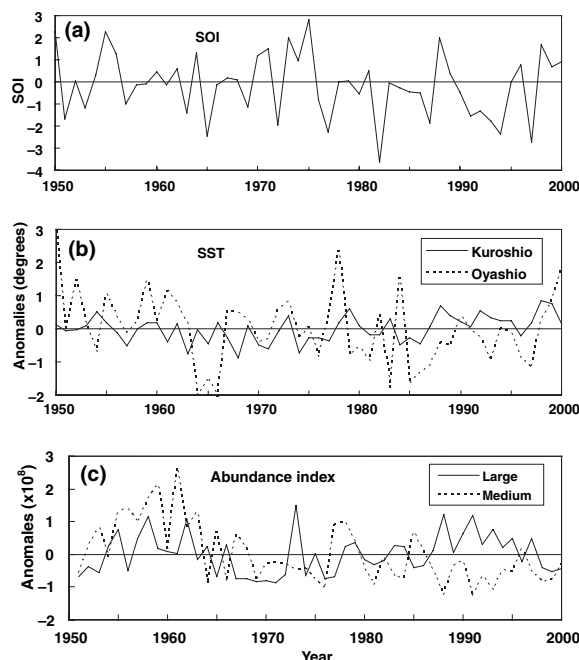 (a)
SOI
SOI
3
2
1
0
−1
−2
−3
−4
1950 1960 1970 1980 1990 2000
(b)
SST
Kuroshio
Oyashio
Anomalies (degrees)
3
2
1
0
−1
−2
1950 1960 1970 1980 1990 2000
(c)
Abundance index
Large
Medium
Anomales (x10⁸)
3
2
1
0
−1
−2
1951 1960 1970 1980 1990 2000
Year